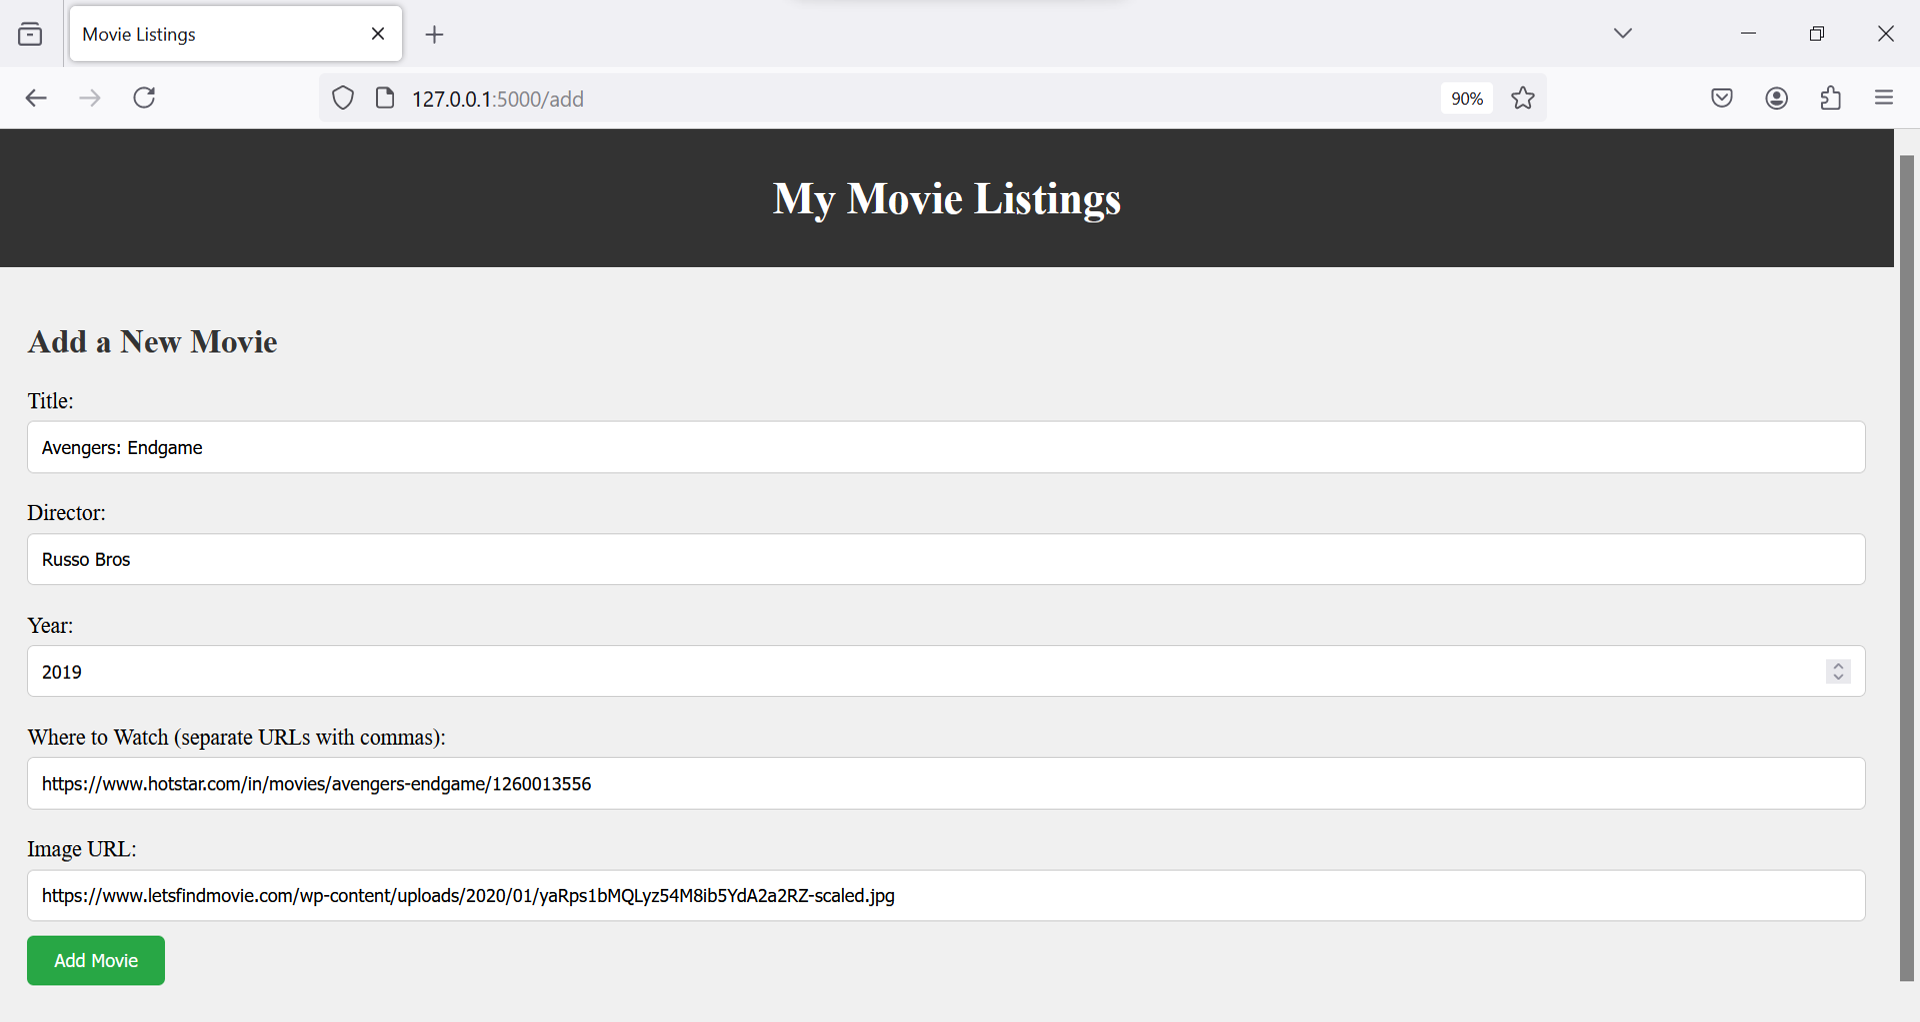 Movie Listings
127.0.0.1:5000/add
90%
My Movie Listings
Add a New Movie
Title:
Avengers: Endgame
Director:
Russo Bros
Year:
2019
Where to Watch (separate URLs with commas):
https://www.hotstar.com/in/movies/avengers-endgame/1260013556
Image URL:
https://www.letsfindmovie.com/wp-content/uploads/2020/01/yaRps1bMQLyz54M8ib5YdA2a2RZ-scaled.jpg
Add Movie